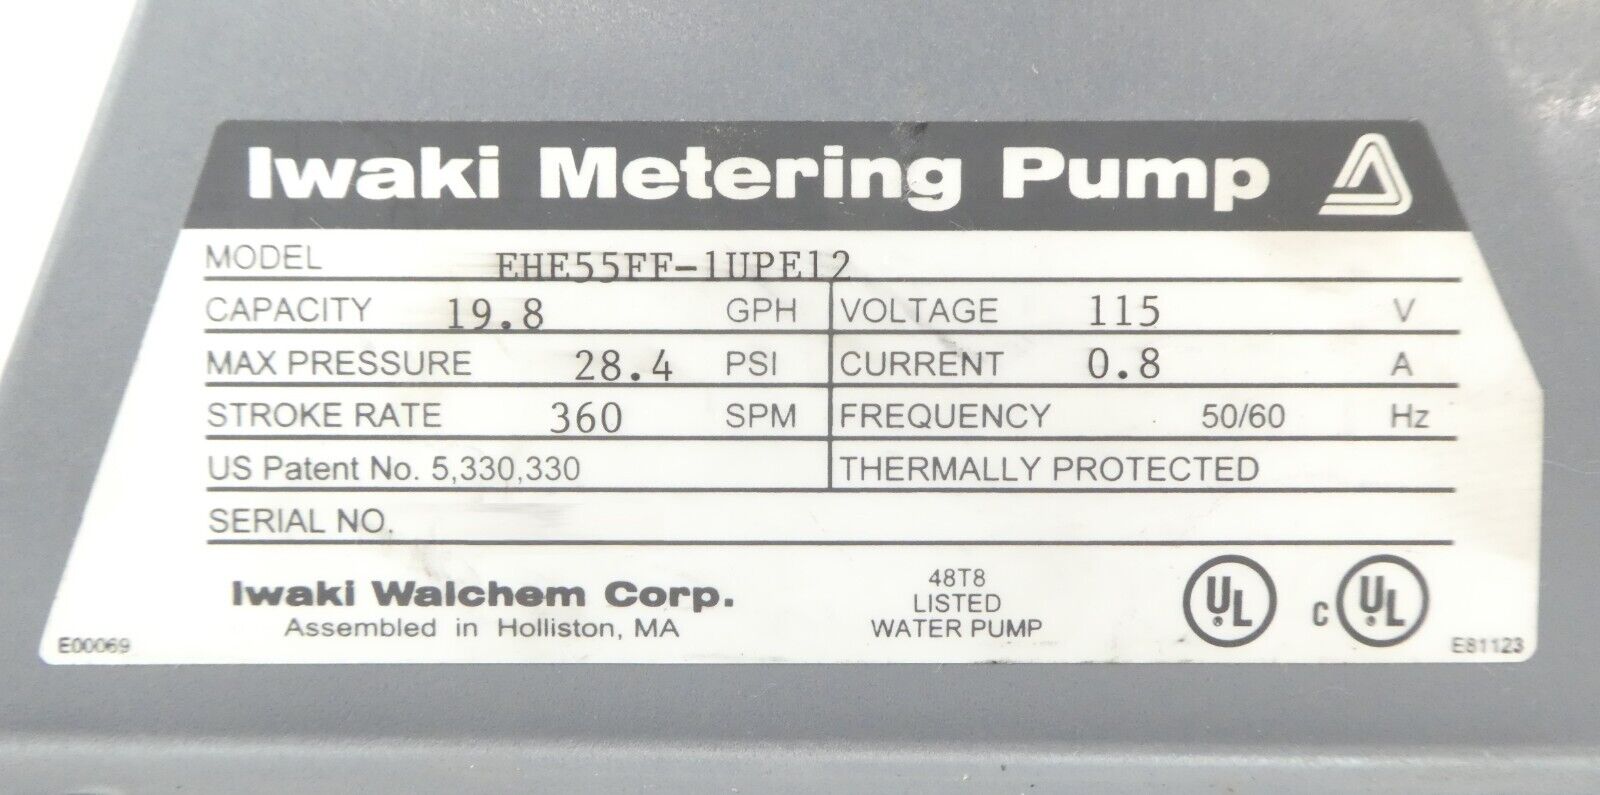 Iwaki Metering Pump
MODEL EHE55FF-1UPE12
CAPACITY 19.8 GPH VOLTAGE 115 V
MAX PRESSURE 28.4 PSI CURRENT 0.8 A
STROKE RATE 360 SPM FREQUENCY 50/60 Hz
US Patent No. 5,330,330 THERMALLY PROTECTED
SERIAL NO.
Iwaki Walchem Corp.
Assembled in Holliston, MA
48T8
LISTED
WATER PUMP
UL
c UL
E00069
E81123